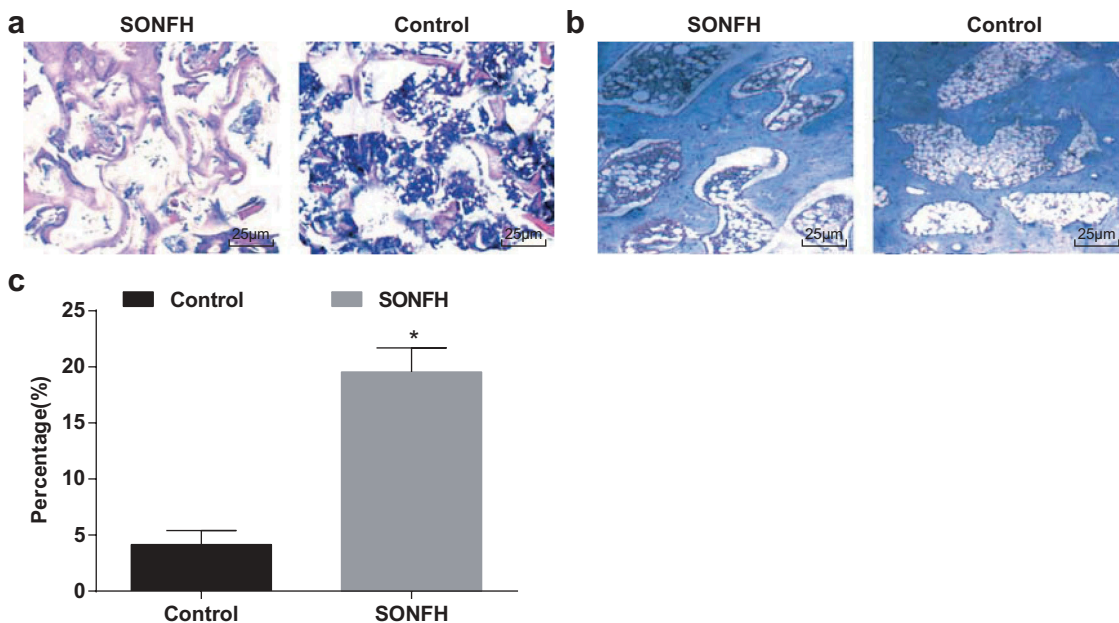 a
SONFH
Control
25μm
25μm
b
SONFH
Control
25μm
25μm
c
Control
SONFH
Percentage(%)
25
20
15
10
5
0
*
Control
SONFH